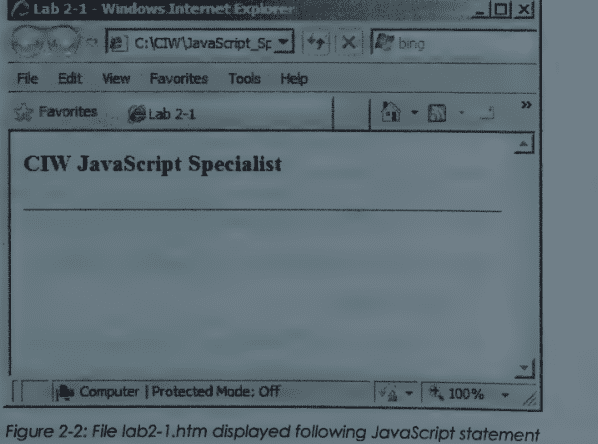 Lab 2-1 - Windows Internet Explorer
C:\CIW\JavaScript_Sp
bing
File Edit View Favorites Tools Help
Favorites Lab 2-1 »
CIW JavaScript Specialist
Computer | Protected Mode: Off 100%
Figure 2-2: File lab2-1.htm displayed following JavaScript statement